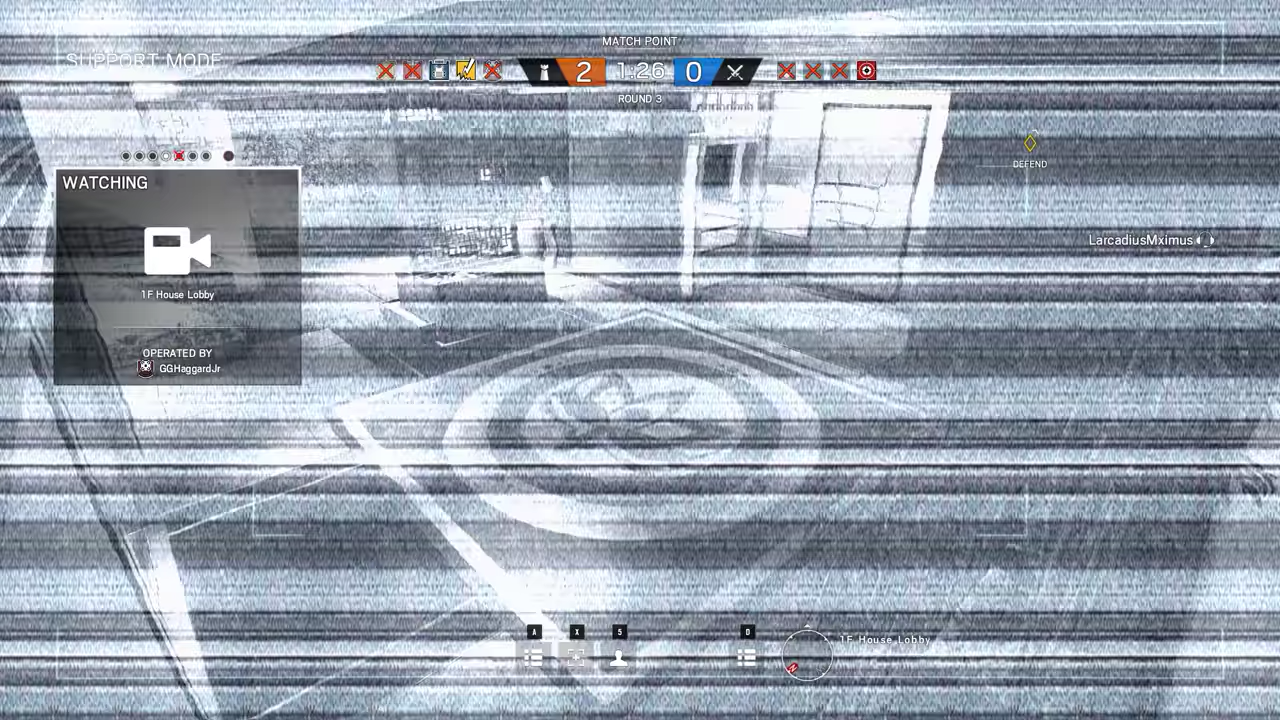 MATCH POINT
SUPPORT MODE
2 1:26 0
ROUND 3
DEFEND
WATCHING
LarcadiusMximus
1F House Lobby
OPERATED BY
GGHaggardJr
A X 5 D
1F House Lobby
N